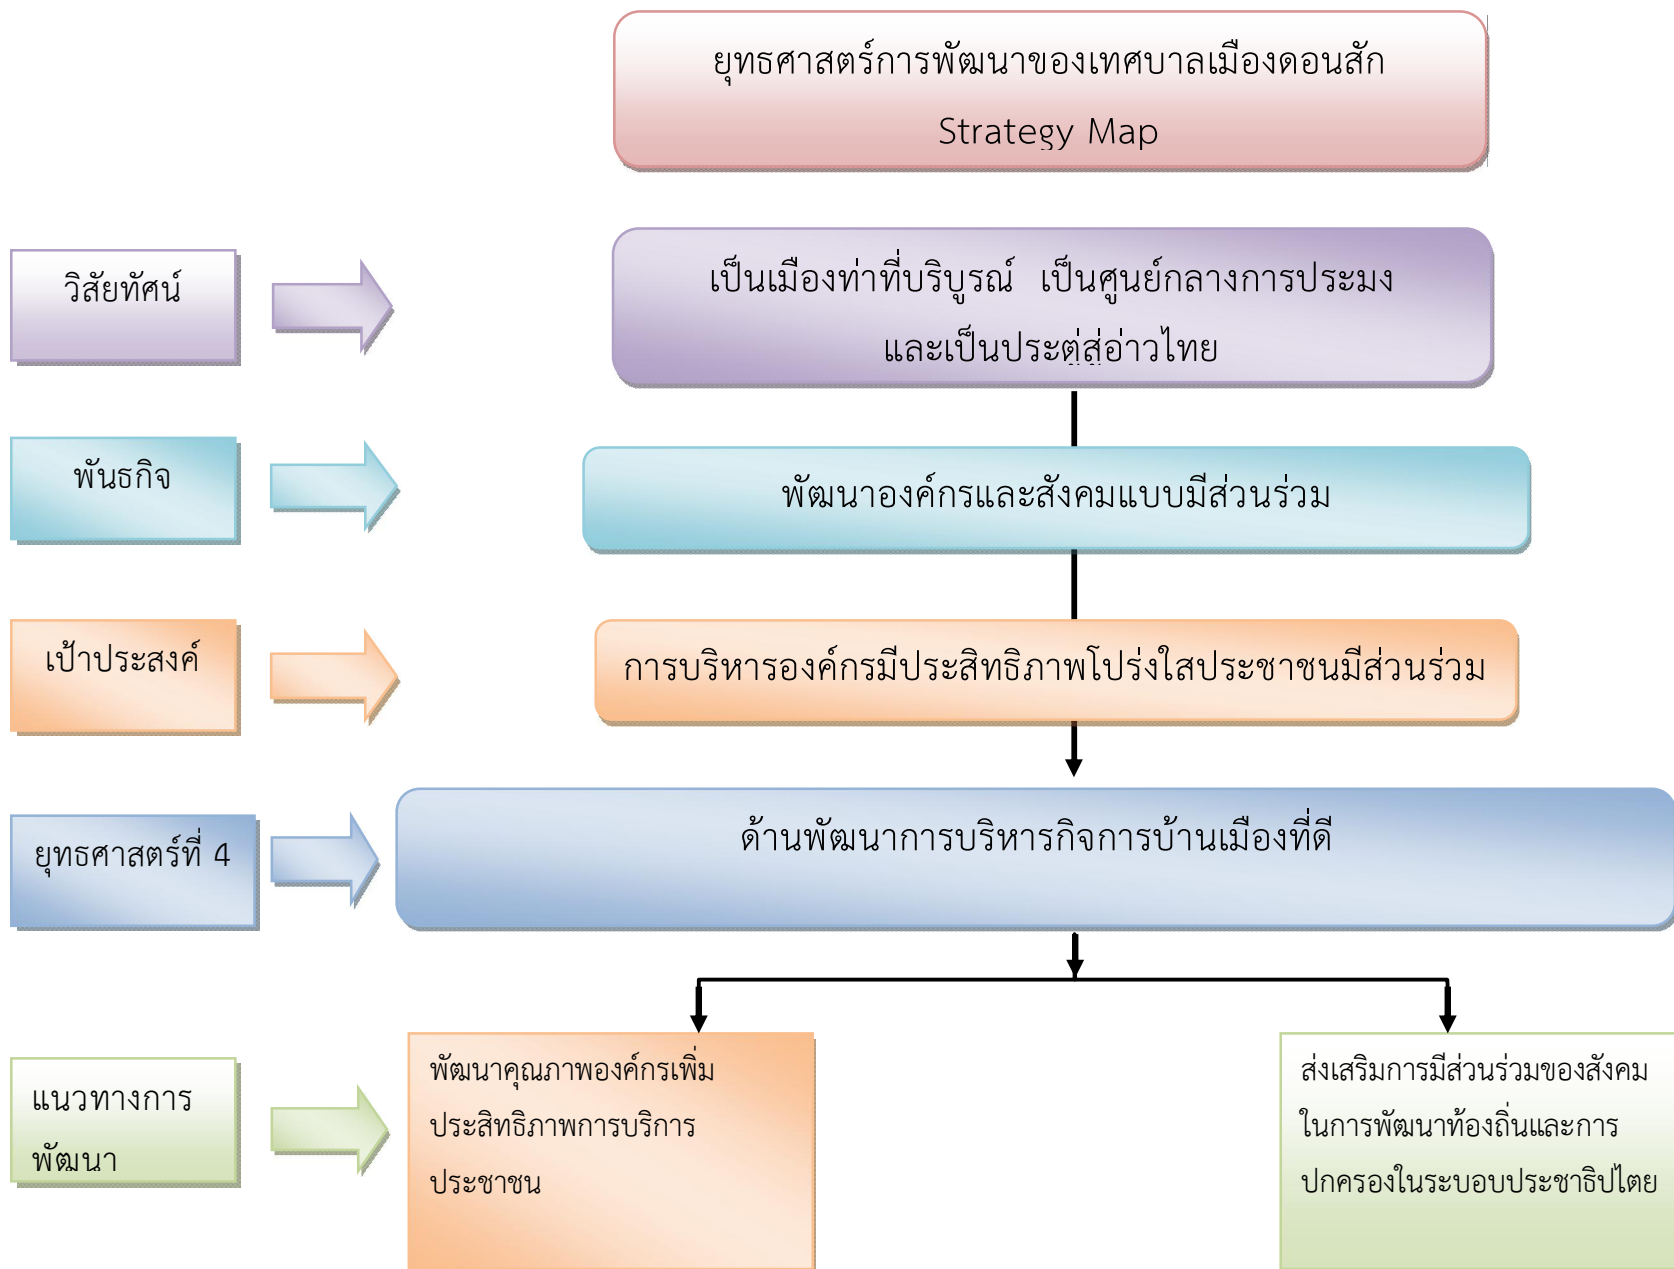 ยุทธศาสตร์การพัฒนาของเทศบาลเมืองดอนสัก
Strategy Map
วิสัยทัศน์
เป็นเมืองท่าที่บริบูรณ์ เป็นศูนย์กลางการประมง
และเป็นประตูสู่อ่าวไทย
พันธกิจ
พัฒนาองค์กรและสังคมแบบมีส่วนร่วม
เป้าประสงค์
การบริหารองค์กรมีประสิทธิภาพโปร่งใสประชาชนมีส่วนร่วม
ยุทธศาสตร์ที่ 4
ด้านพัฒนาการบริหารกิจการบ้านเมืองที่ดี
แนวทางการ
พัฒนา
พัฒนาคุณภาพองค์กรเพิ่ม
ประสิทธิภาพการบริการ
ประชาชน
ส่งเสริมการมีส่วนร่วมของสังคม
ในการพัฒนาท้องถิ่นและการ
ปกครองในระบอบประชาธิปไตย